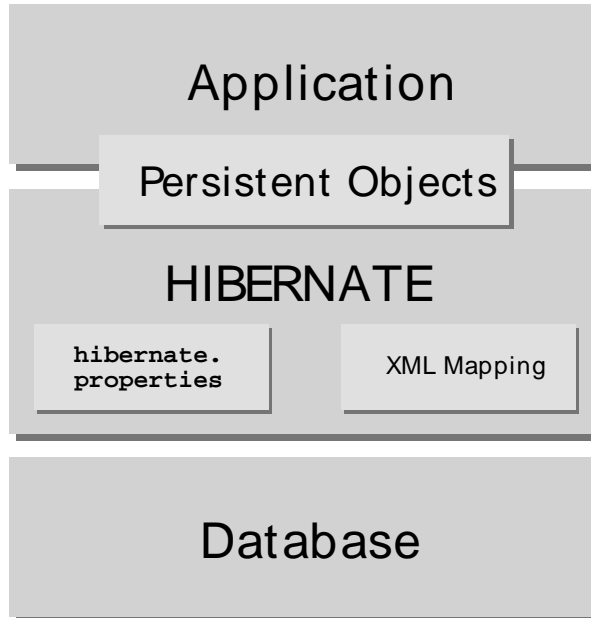 Application
Persistent Objects
HIBERNATE
hibernate.
properties
XML Mapping
Database